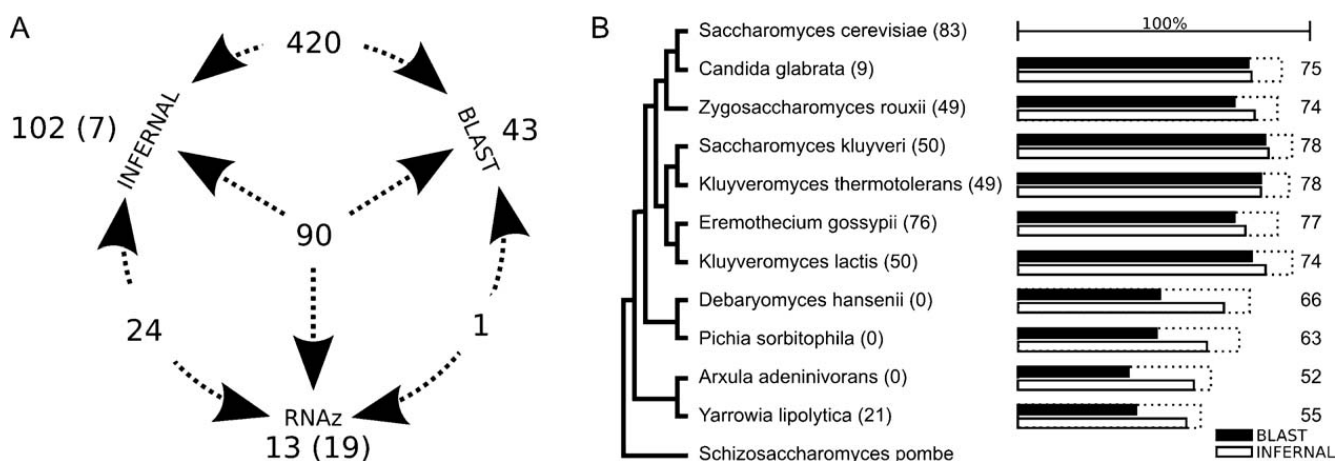 A
420
102 (7)
INFERNAL
BLAST
43
90
24
1
RNAz
13 (19)
B
100%
Saccharomyces cerevisiae (83)
Candida glabrata (9)
75
Zygosaccharomyces rouxii (49)
74
Saccharomyces kluyveri (50)
78
Kluyveromyces thermotolerans (49)
78
Eremothecium gossypii (76)
77
Kluyveromyces lactis (50)
74
Debaryomyces hansenii (0)
66
Pichia sorbitophila (0)
63
Arxula adeninivorans (0)
52
Yarrowia lipolytica (21)
55
Schizosaccharomyces pombe
BLAST
INFERNAL